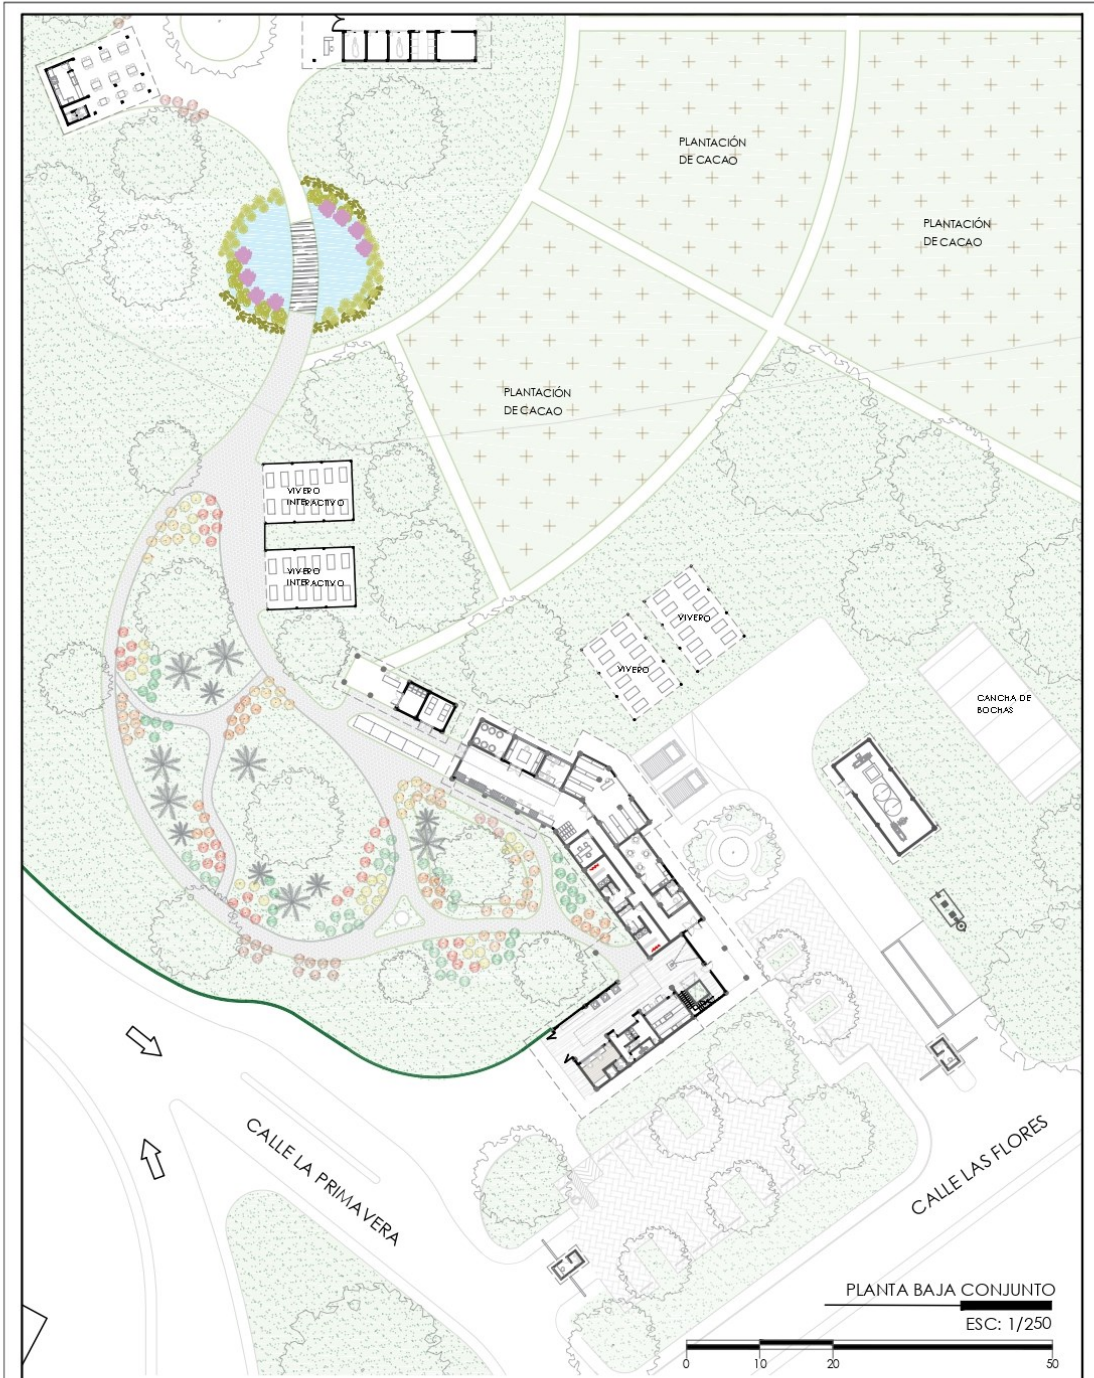 PLANTACIÓN
DE CACAO
PLANTACIÓN
DE CACAO
PLANTACIÓN
DE CACAO
VIVERO
INTERACTIVO
VIVERO
INTERACTIVO
VIVERO
VIVERO
CANCHA DE
BOCHAS
CALLE LA PRIMAVERA
CALLE LAS FLORES
PLANTA BAJA CONJUNTO
ESC: 1/250
0 10 20 50